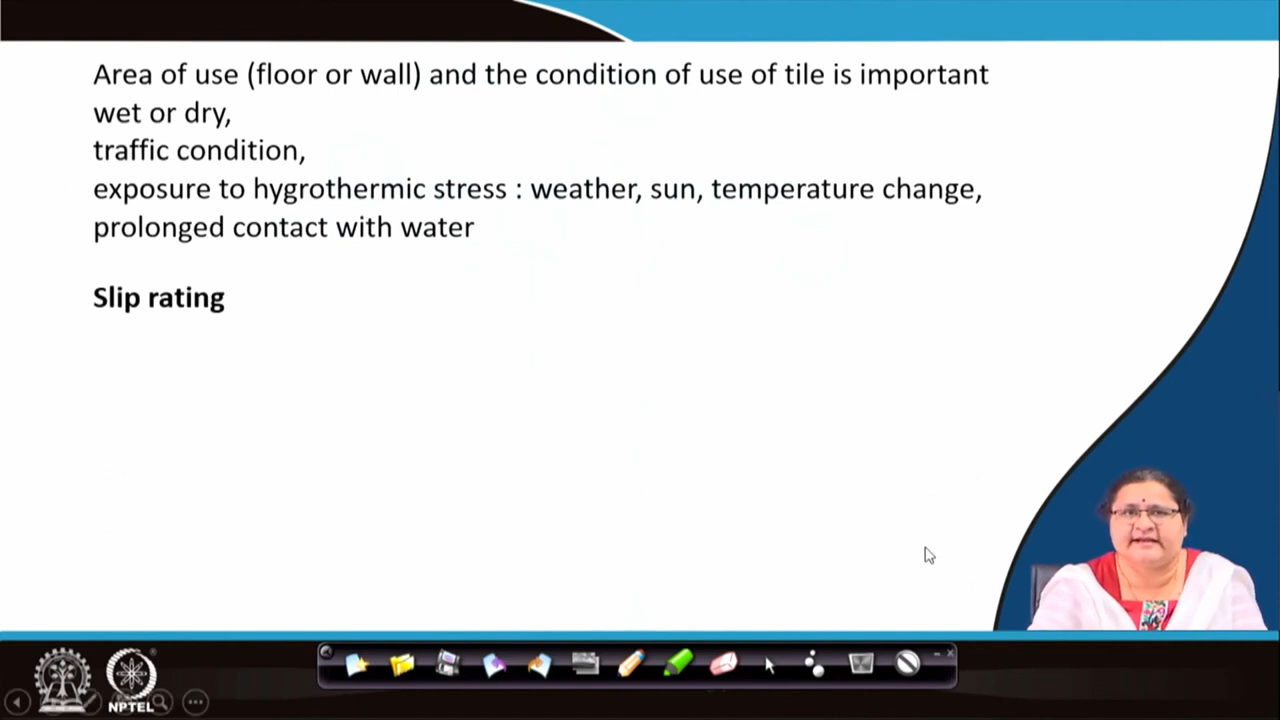 Area of use (floor or wall) and the condition of use of tile is important
wet or dry,
traffic condition,
exposure to hygrothermic stress : weather, sun, temperature change,
prolonged contact with water
Slip rating
NPTEL